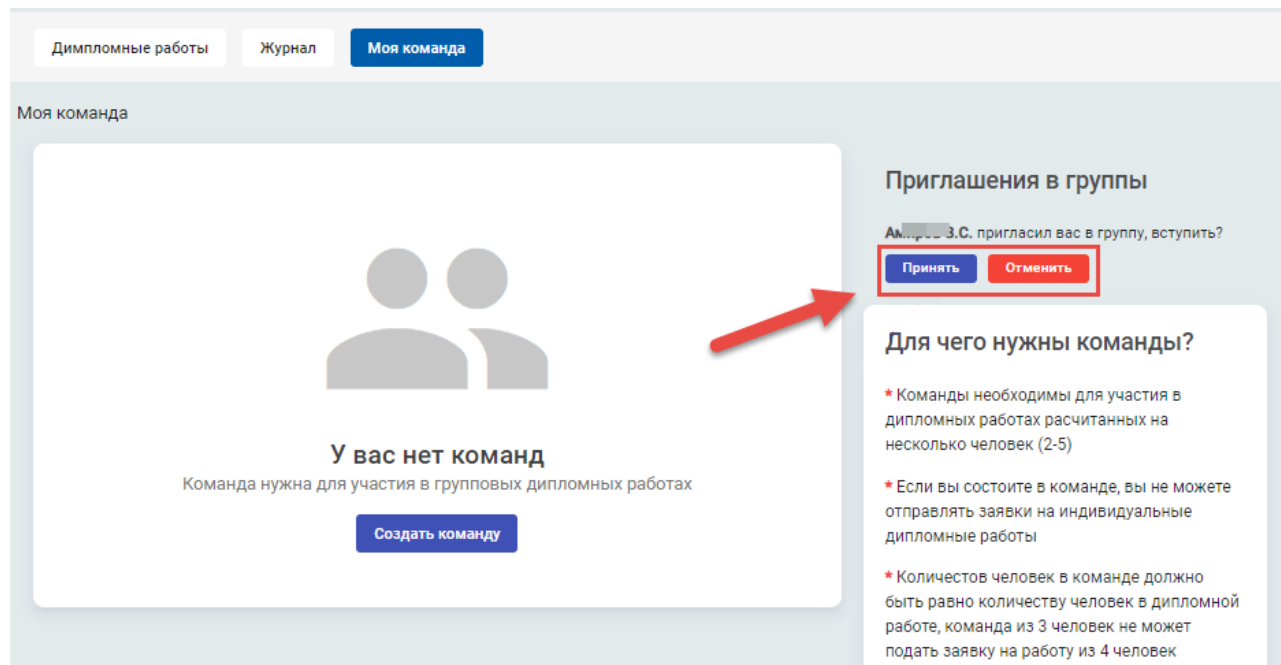 Димпломные работы Журнал Моя команда
Моя команда
Приглашения в группы
З.С. пригласил вас в группу, вступить?
Принять Отменить
Для чего нужны команды?
* Команды необходимы для участия в
дипломных работах расчитанных на
несколько человек (2-5)
* Если вы состоите в команде, вы не можете
отправлять заявки на индивидуальные
дипломные работы
* Количестов человек в команде должно
быть равно количеству человек в дипломной
работе, команда из 3 человек не может
подать заявку на работу из 4 человек
У вас нет команд
Команда нужна для участия в групповых дипломных работах
Создать команду